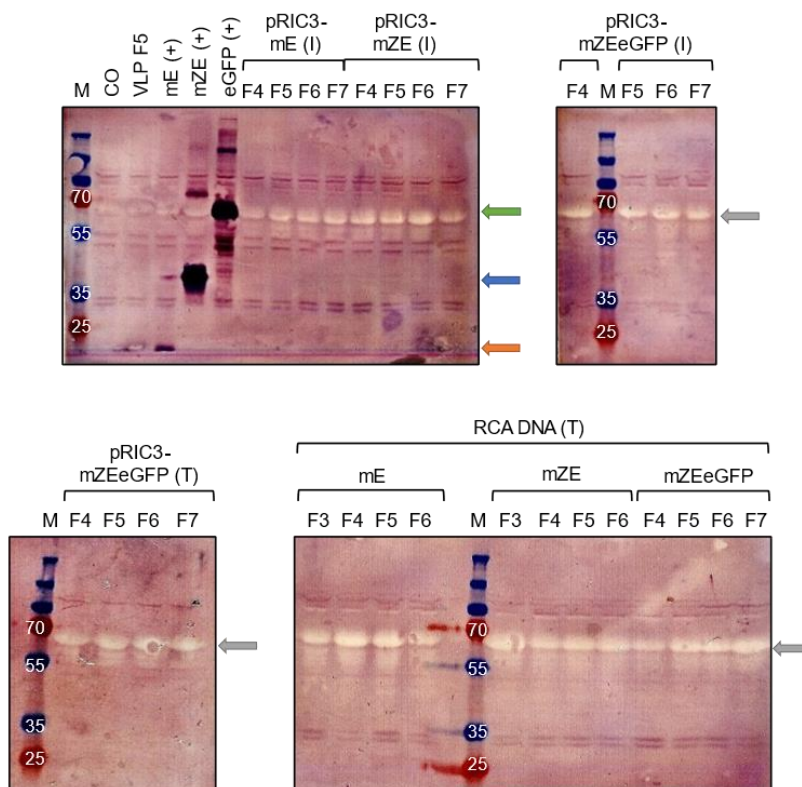 pRIC3-
mE (I)
pRIC3-
mZE (I)
pRIC3-
mZEeGFP (I)
M CO VLP F5 mE (+) mZE (+) eGFP (+) F4 F5 F6 F7 F4 F5 F6 F7
F4 M F5 F6 F7
70
55
35
25
70
55
35
25
RCA DNA (T)
pRIC3-
mZEeGFP (T)
mE mZE mZEeGFP
M F4 F5 F6 F7
F3 F4 F5 F6 M F3 F4 F5 F6 F4 F5 F6 F7
70
55
35
25
70
55
35
25